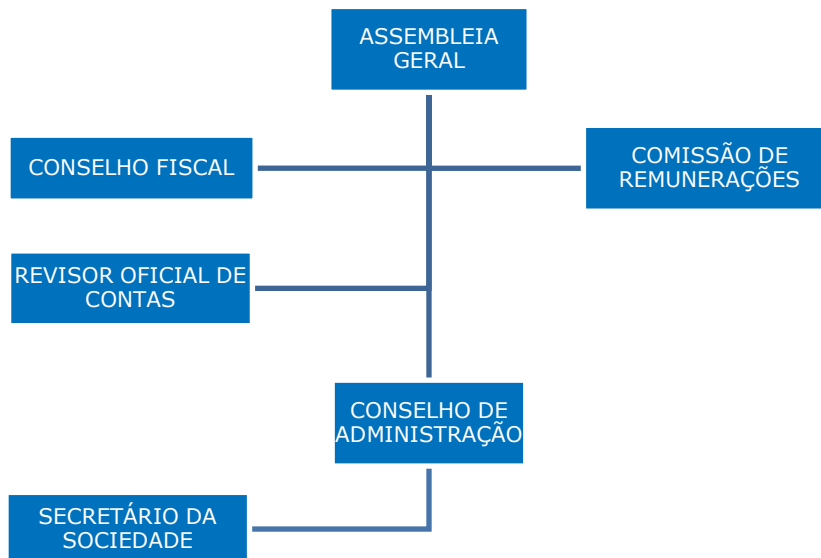 ASSEMBLEIA
GERAL
CONSELHO FISCAL
COMISSÃO DE
REMUNERAÇÕES
REVISOR OFICIAL DE
CONTAS
CONSELHO DE
ADMINISTRAÇÃO
SECRETÁRIO DA
SOCIEDADE